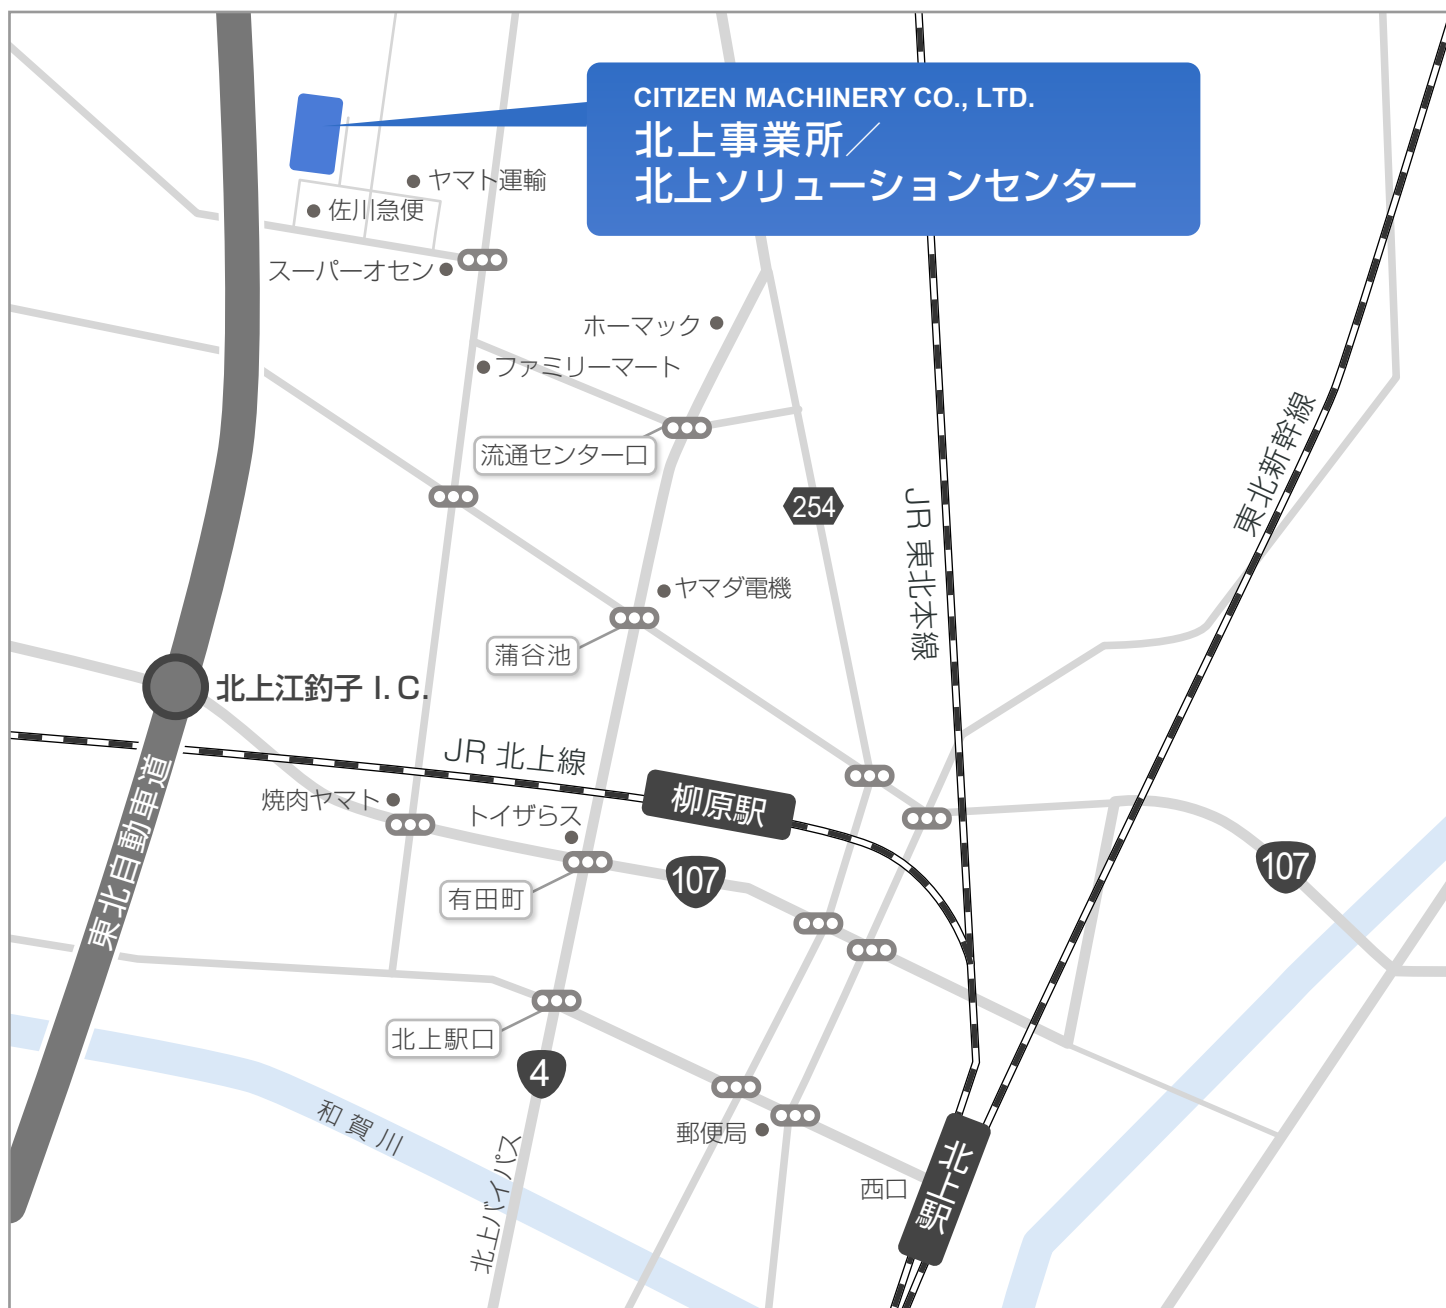 CITIZEN MACHINERY CO., LTD.
北上事業所／
北上ソリューションセンター
ヤマト運輸
佐川急便
スーパーオセン
ホーマック
ファミリーマート
流通センター口
254
JR 東北本線
東北新幹線
ヤマダ電機
蒲谷池
北上江釣子 I.C.
JR 北上線
東北自動車道
焼肉ヤマト
トイザらス
柳原駅
107
107
有田町
北上駅口
4
和賀川
北上バイパス
郵便局
西口
北上駅